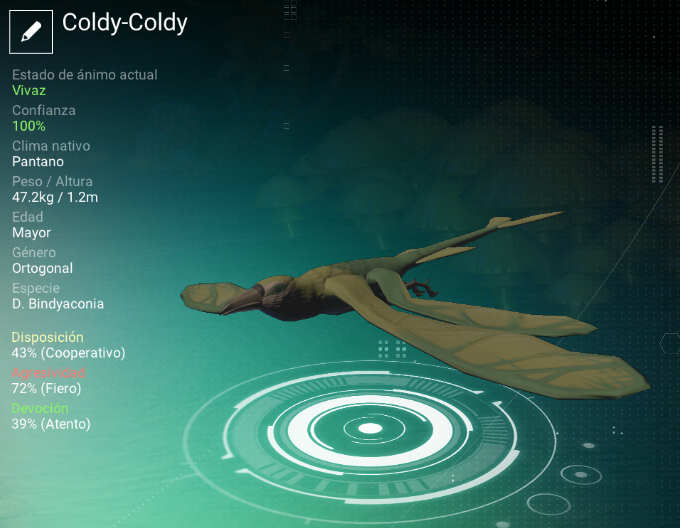 Coldy-Coldy
Estado de ánimo actual
Vivaz
Confianza
100%
Clima nativo
Pantano
Peso / Altura
47.2kg / 1.2m
Edad
Mayor
Género
Ortogonal
Especie
D. Bindyaconia
Disposición
43% (Cooperativo)
Agresividad
72% (Fiero)
Devoción
39% (Atento)